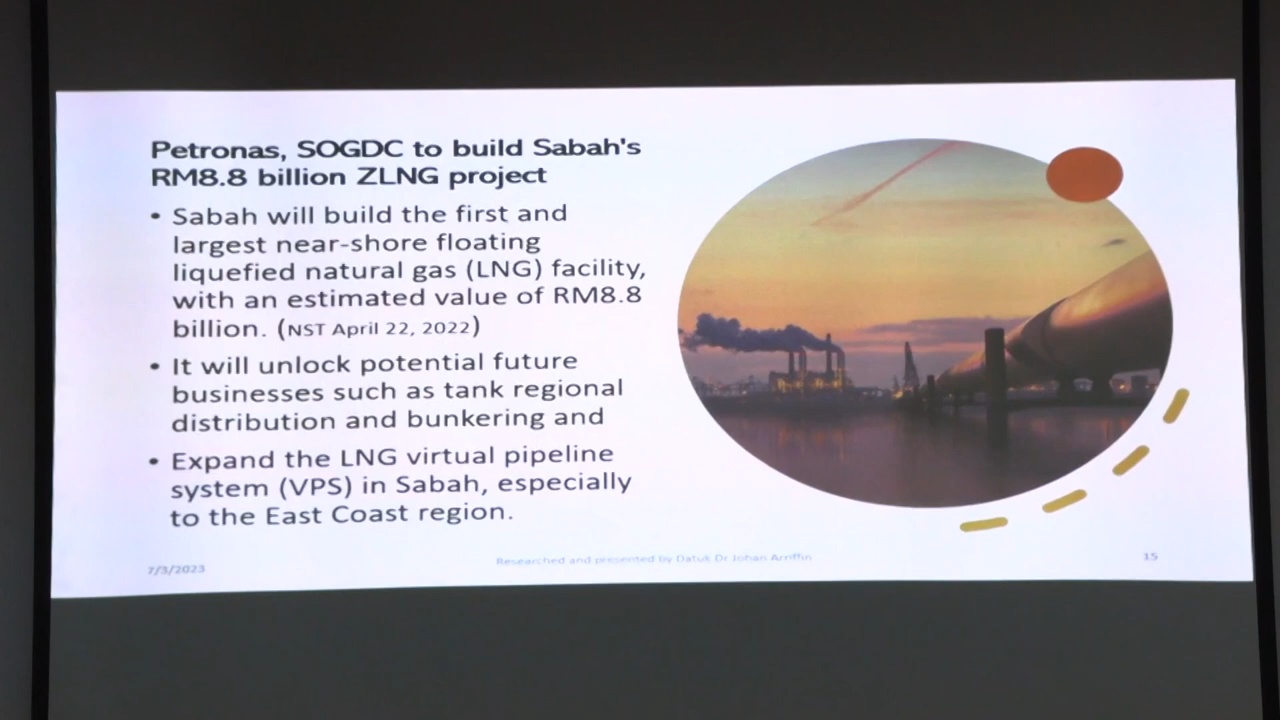 Petronas, SOGDC to build Sabah's
RM8.8 billion ZLNG project
• Sabah will build the first and
largest near-shore floating
liquefied natural gas (LNG) facility,
with an estimated value of RM8.8
billion. (NST April 22, 2022)
• It will unlock potential future
businesses such as tank regional
distribution and bunkering and
• Expand the LNG virtual pipeline
system (VPS) in Sabah, especially
to the East Coast region.
7/3/2023
Researched and presented by Datuk Dr Johan Arriffin
15